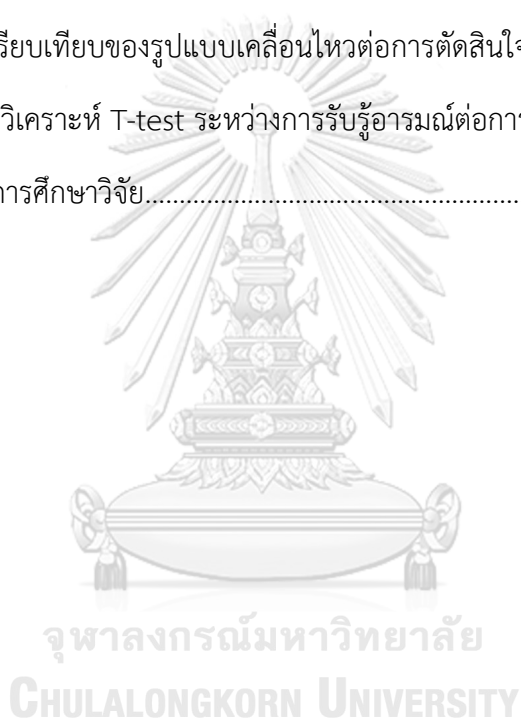 รียบเทียบของรูปแบบเคลื่อนไหวต่อการตัดสินใจ
วิเคราะห์ T-test ระหว่างการรับรู้อารมณ์ต่อการ
การศึกษาวิจัย
จุฬาลงกรณ์มหาวิทยาลัย
CHULALONGKORN UNIVERSITY